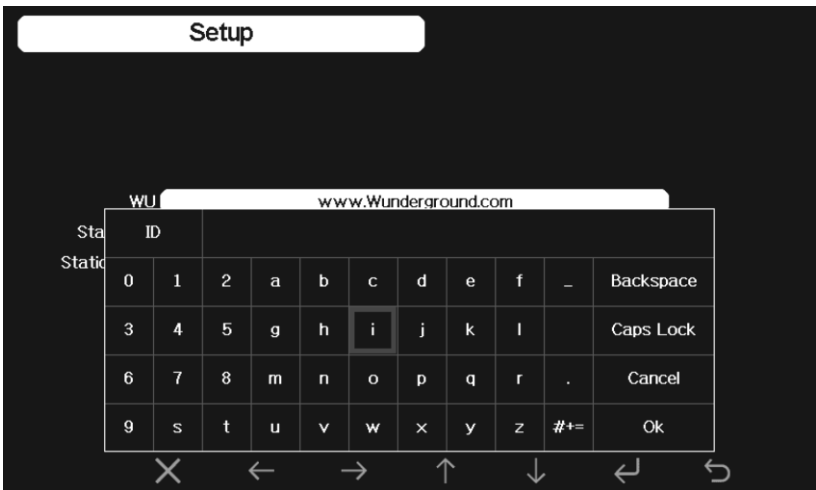 Setup
WU www.Wunderground.com
Sta ID
Static
0 1 2 a b c d e f _ Backspace
3 4 5 g h i j k l Caps Lock
6 7 8 m n o p q r . Cancel
9 s t u v w x y z #+= Ok